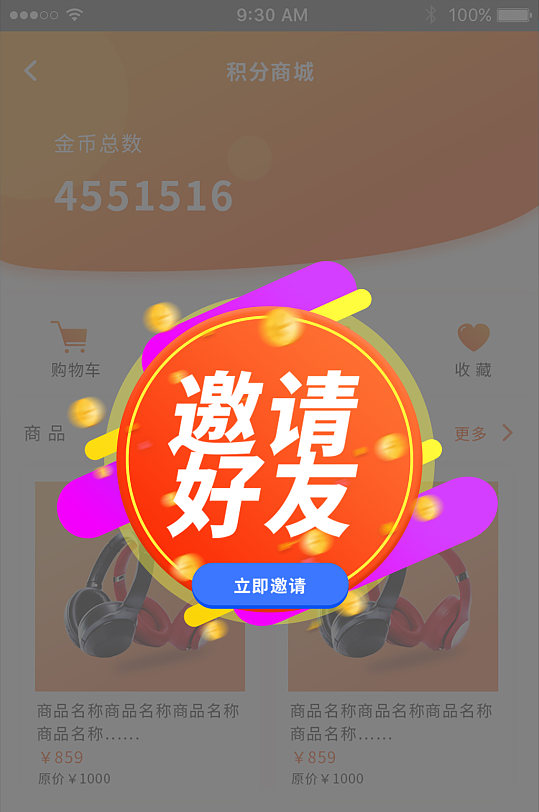 9:30 AM 100%
积分商城
金币总数
4551516
邀请
好友
购物车 收藏
商品 更多
立即邀请
商品名称商品名称商品名称 商品名称商品名称商品名称
商品名称...... 商品名称......
￥859 ￥859
原价￥1000 原价￥1000